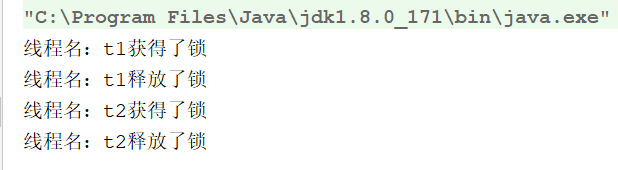 "C:\Program Files\Java\jdk1.8.0_171\bin\java.exe"
线程名：t1获得了锁
线程名：t1释放了锁
线程名：t2获得了锁
线程名：t2释放了锁